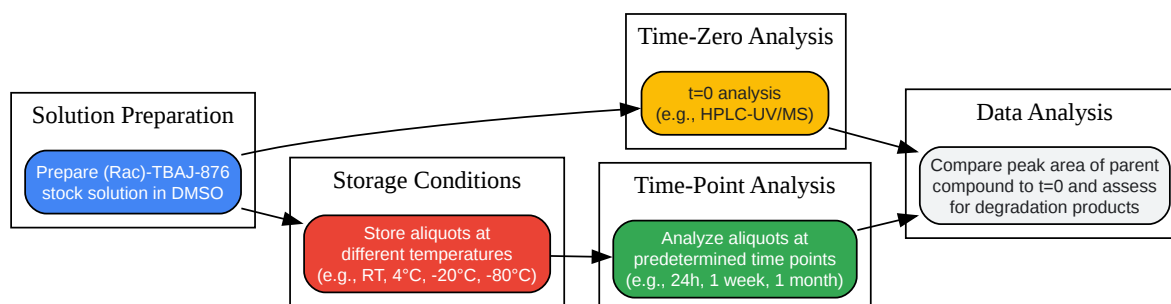 Solution Preparation
Prepare (Rac)-TBAJ-876
stock solution in DMSO
Time-Zero Analysis
t=0 analysis
(e.g., HPLC-UV/MS)
Storage Conditions
Store aliquots at
different temperatures
(e.g., RT, 4°C, -20°C, -80°C)
Time-Point Analysis
Analyze aliquots at
predetermined time points
(e.g., 24h, 1 week, 1 month)
Data Analysis
Compare peak area of parent
compound to t=0 and assess
for degradation products